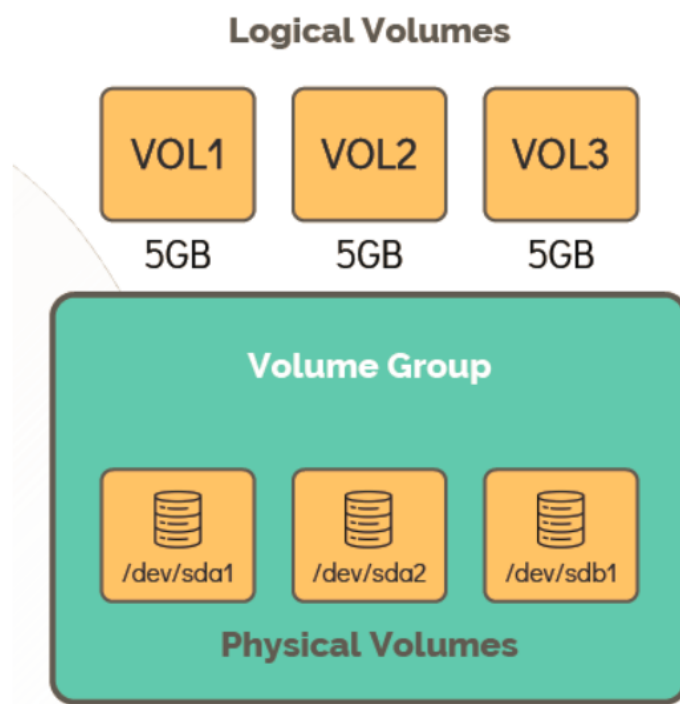 Logical Volumes
VOL1 VOL2 VOL3
5GB 5GB 5GB
Volume Group
/dev/sda1 /dev/sda2 /dev/sdb1
Physical Volumes